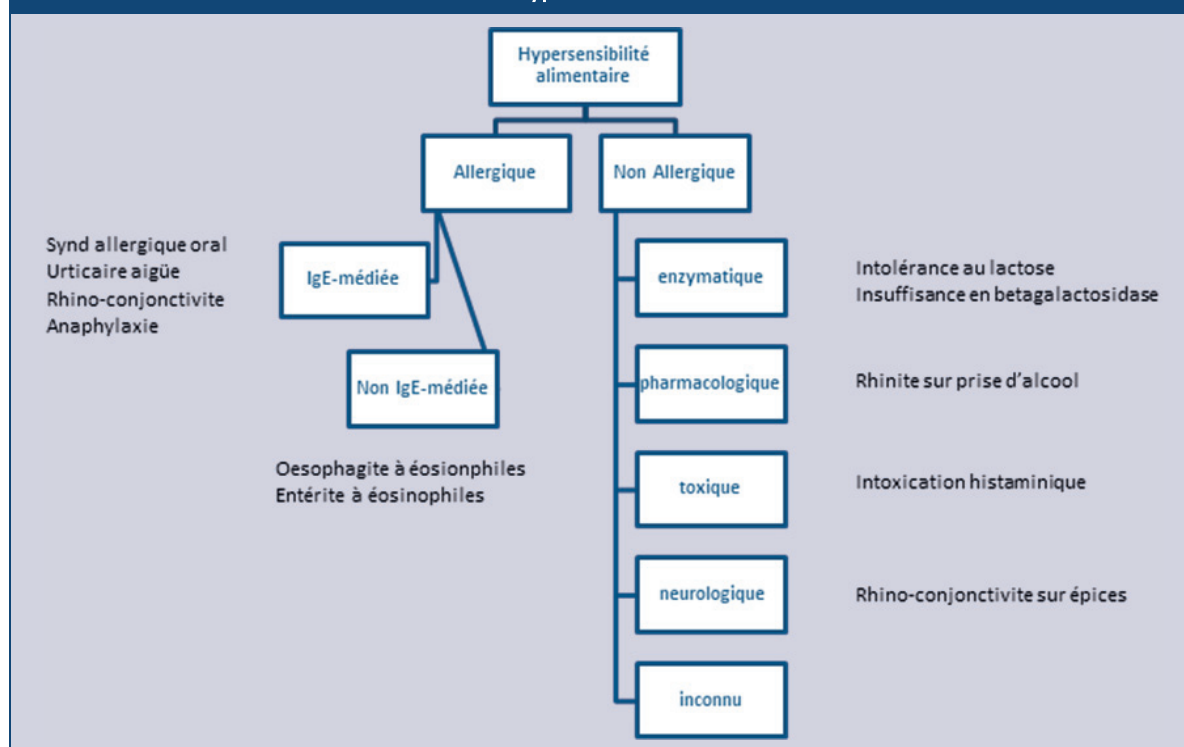 Hypersensibilité
alimentaire
Allergique
Non Allergique
Synd allergique oral
Urticaire aigüe
Rhino-conjonctivite
Anaphylaxie
IgE-médiée
Non IgE-médiée
Oesophagite à éosionphiles
Entérite à éosinophiles
enzymatique
Intolérance au lactose
Insuffisance en betagalactosidase
pharmacologique
Rhinite sur prise d'alcool
toxique
Intoxication histaminique
neurologique
Rhino-conjonctivite sur épices
inconnu